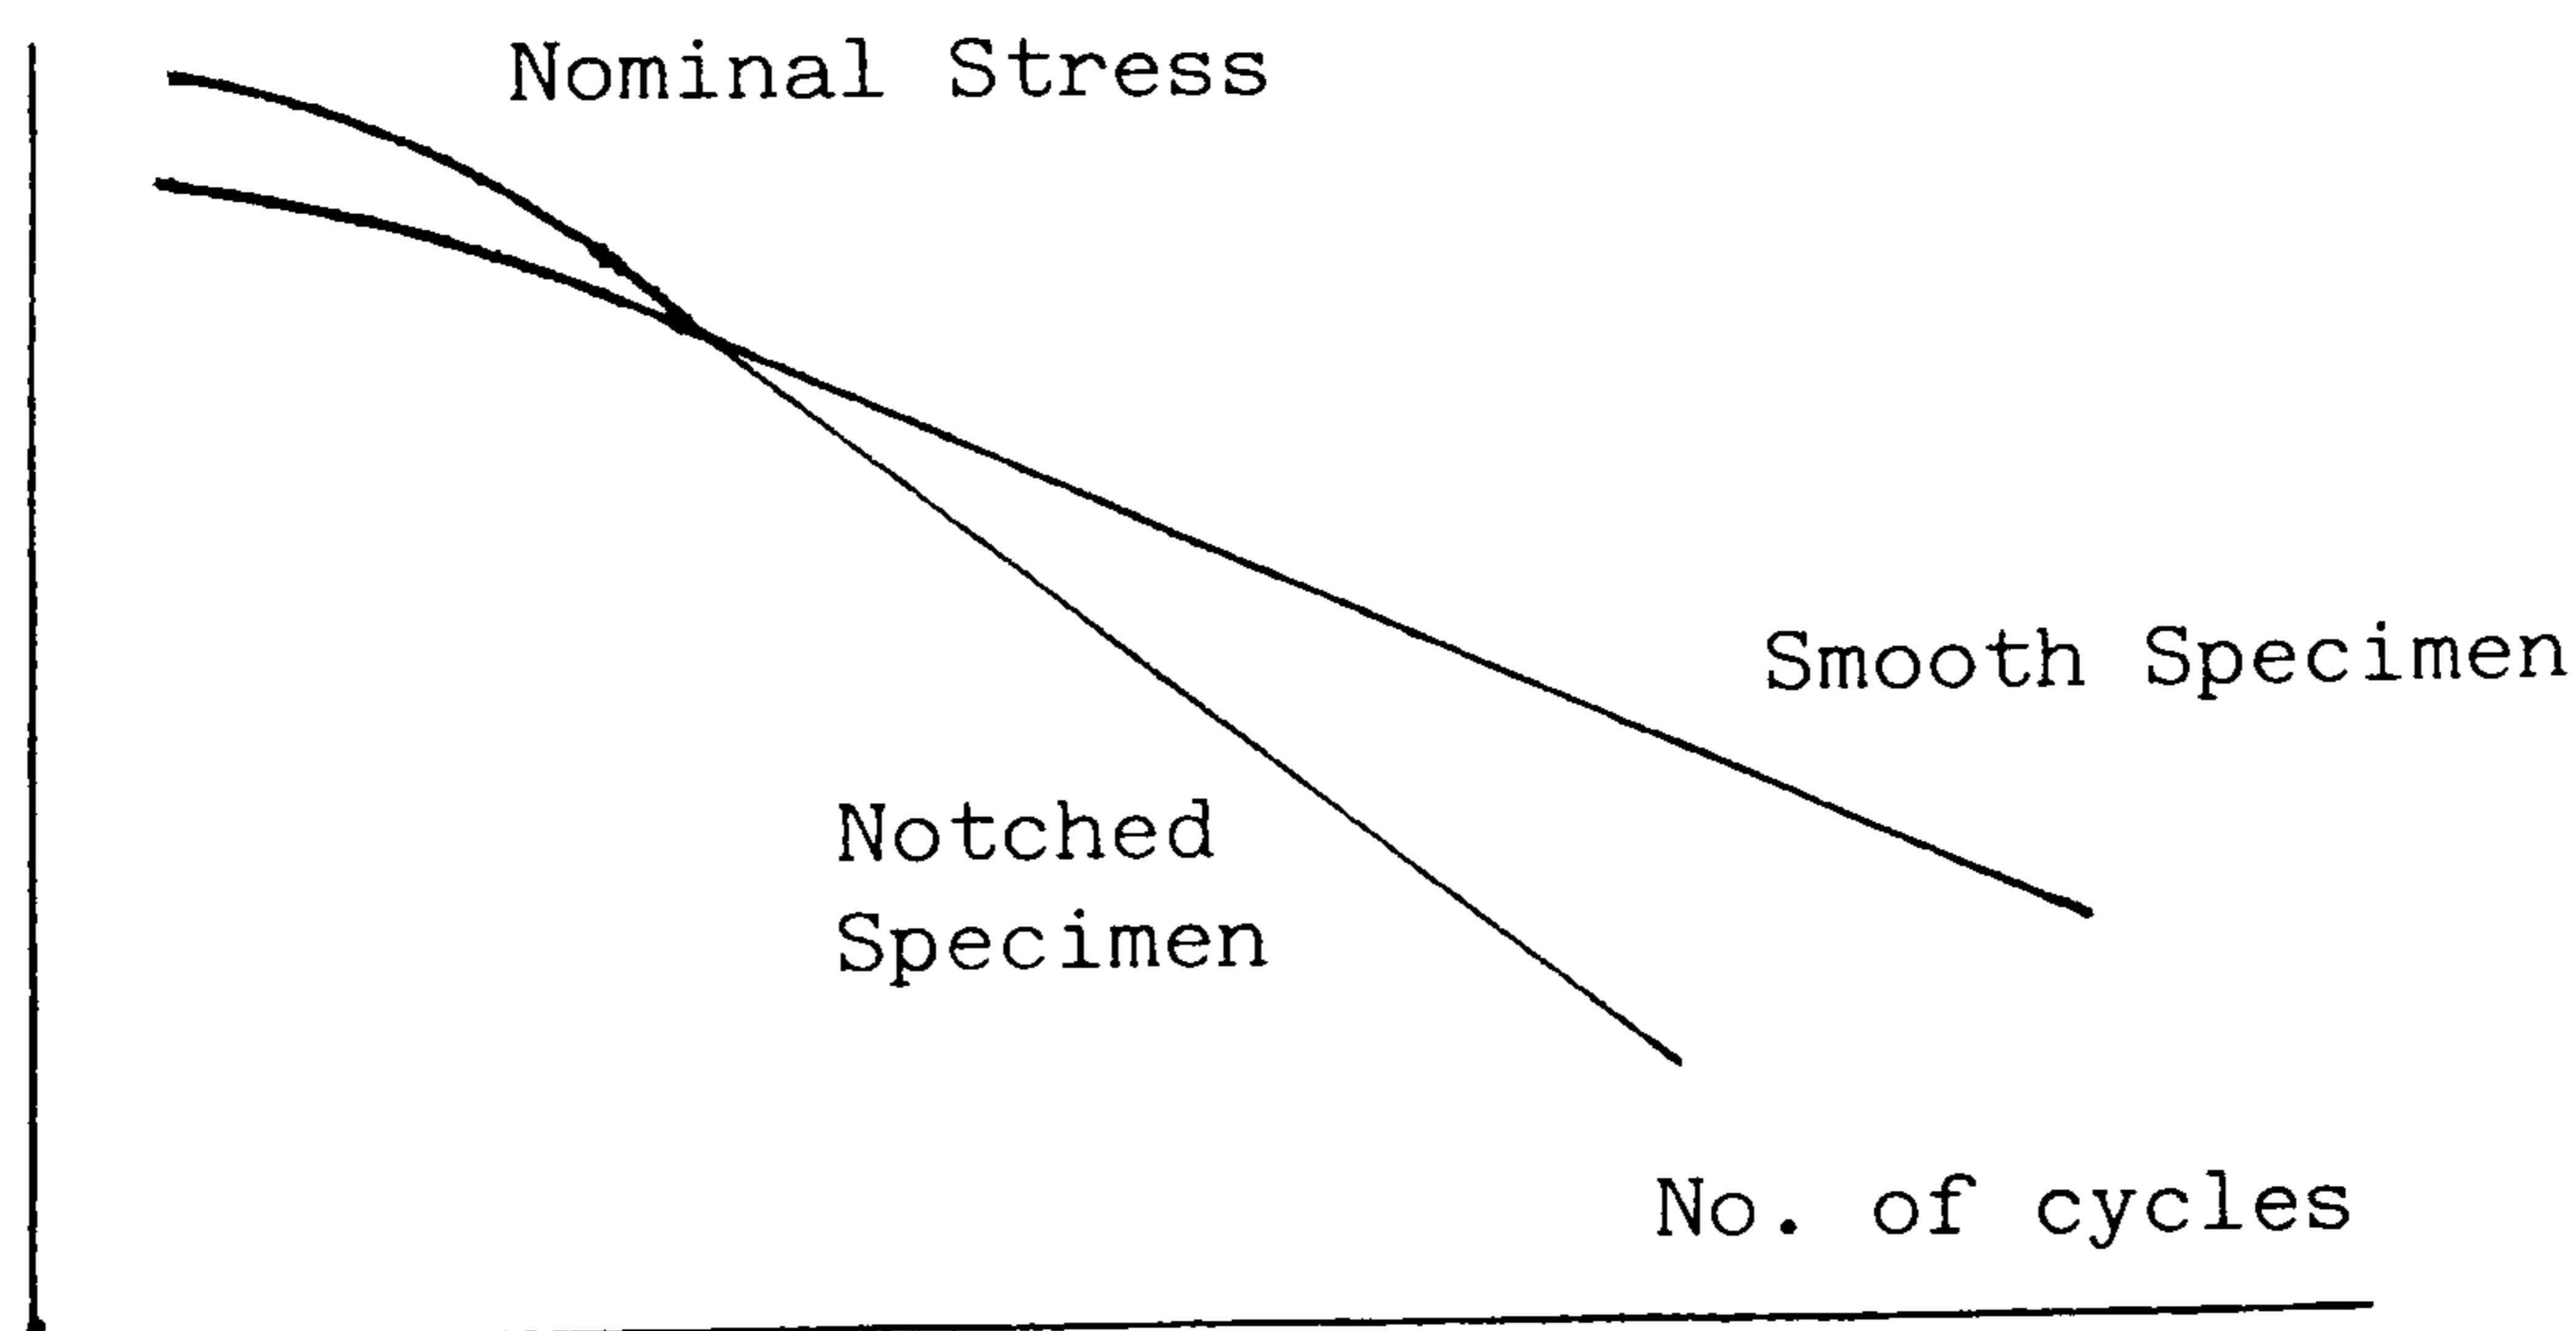 Nominal Stress
Smooth Specimen
Notched
Specimen
No. of cycles